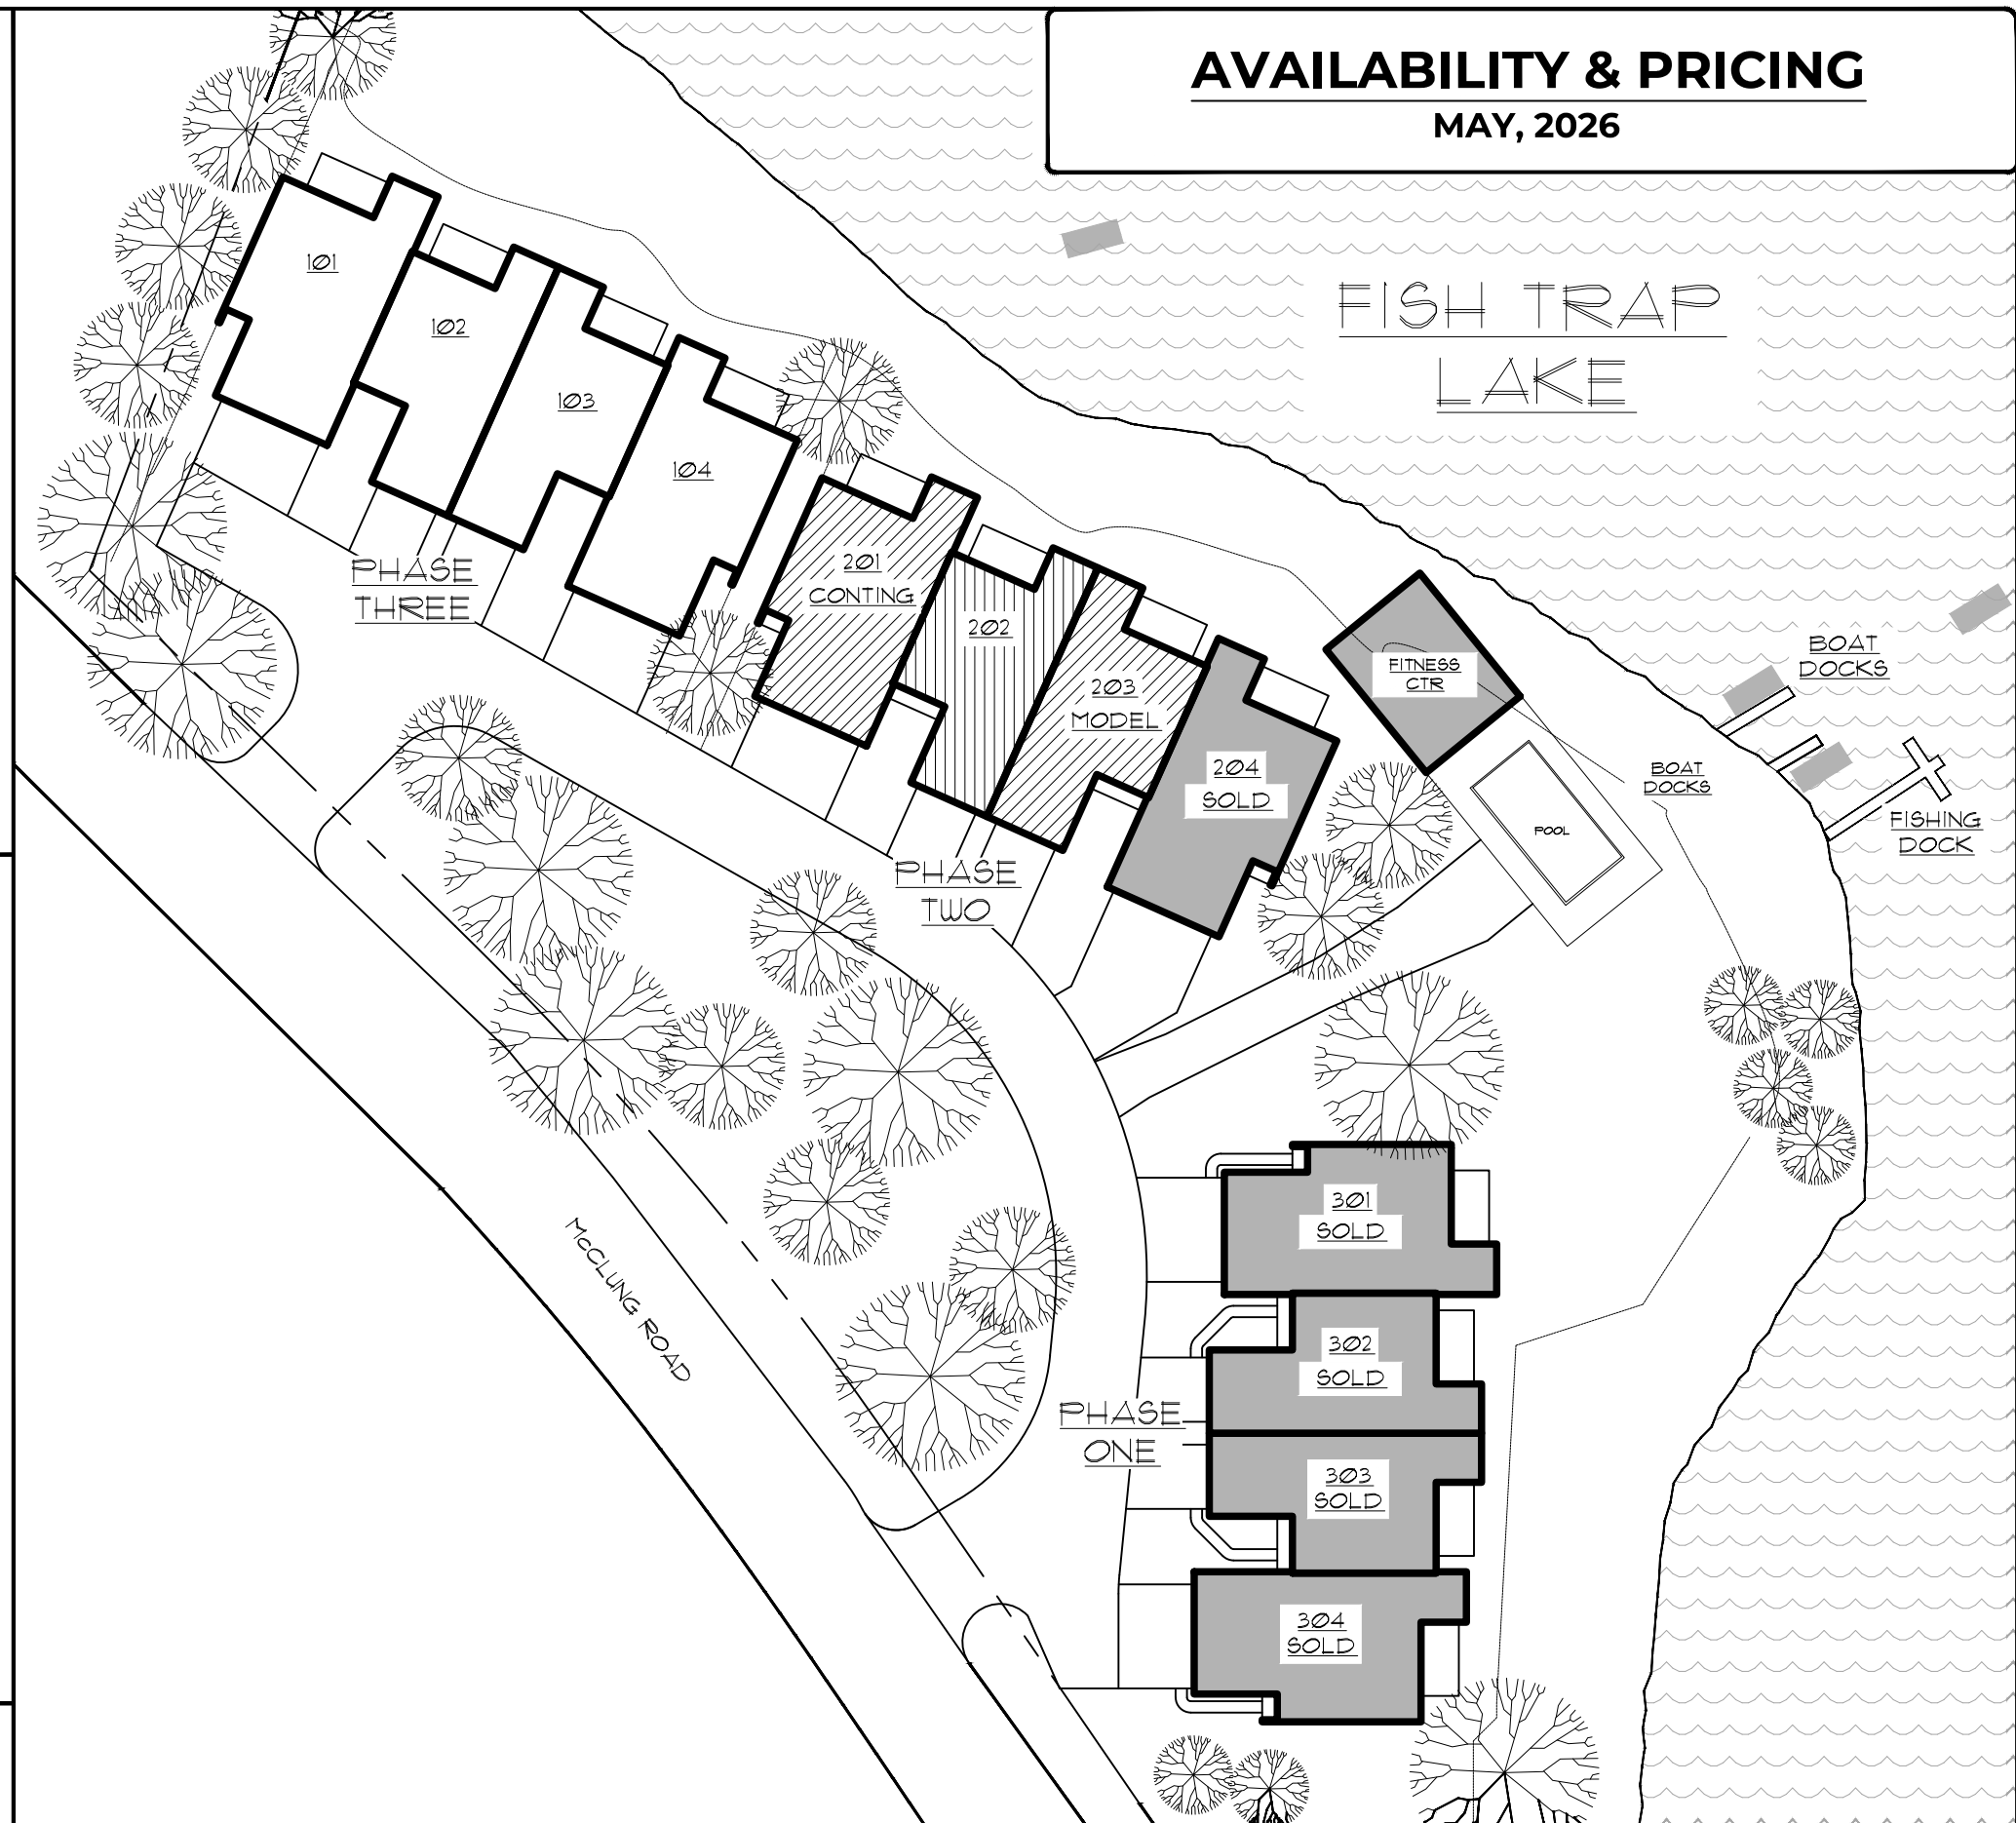 AVAILABILITY & PRICING
MAY, 2026
FISH TRAP
LAKE
101
102
103
104
PHASE
THREE
201
CONTING
202
203
MODEL
204
SOLD
PHASE
TWO
FITNESS
CTR
POOL
BOAT
DOCKS
BOAT
DOCKS
FISHING
DOCK
McCLUNG ROAD
301
SOLD
302
SOLD
PHASE
ONE
303
SOLD
304
SOLD